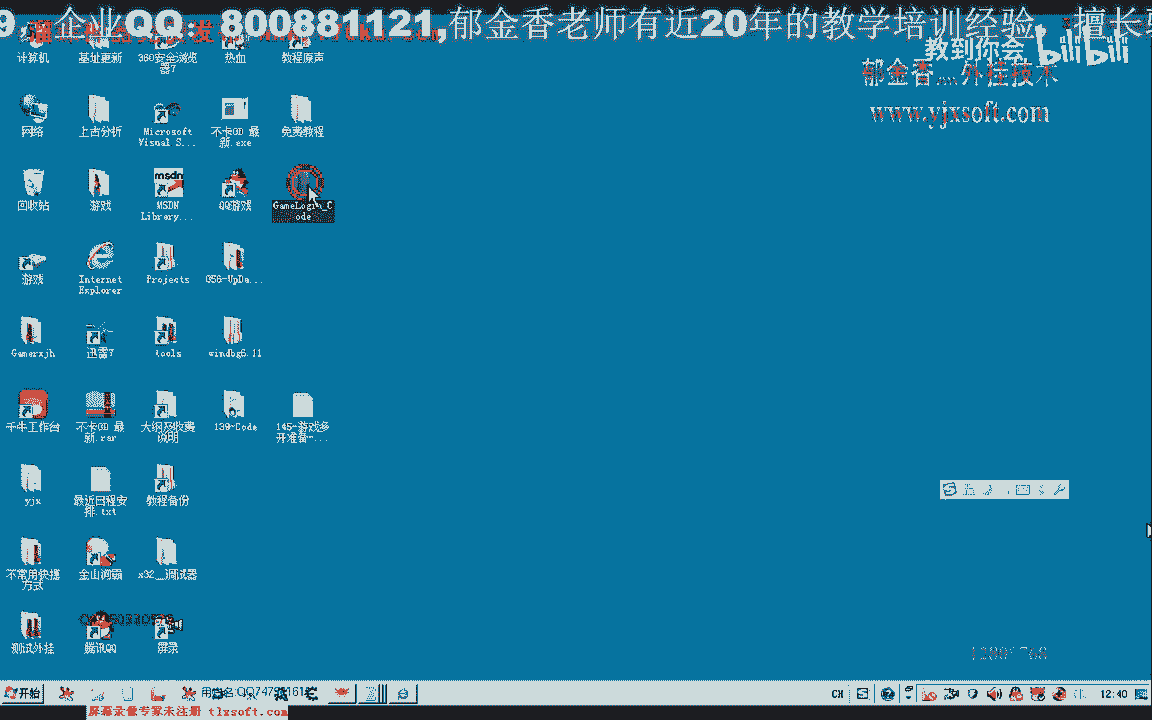 9, 企业QQ: 800881121,郁金香老师有近20年的教学培训经验, 擅长
教到你会
bilibili
郁金香...外挂技术
www.yjxsoft.com
计算机
基址更新
360安全浏览器7
热血
教程原声
网络
上古分析
Microsoft Visual S...
不卡GD 最新.exe
免费教程
回收站
游戏
MSDN Library...
QQ游戏
GameLogin_Code
游戏
Internet Explorer
Projects
056-UpDa...
Gamerxjh
迅雷7
tools
windbg6.11
千牛工作台
不卡GD 最新.rar
大纲及收费说明
139-Code
145-游戏多开准备-...
yjx
最近日程安排.txt
教程备份
不常用快捷方式
金山词霸
x32__调试器
测试外挂
腾讯QQ
屏录
开始
CH
12:40
屏幕录像专家未注册 tlxsoft.com